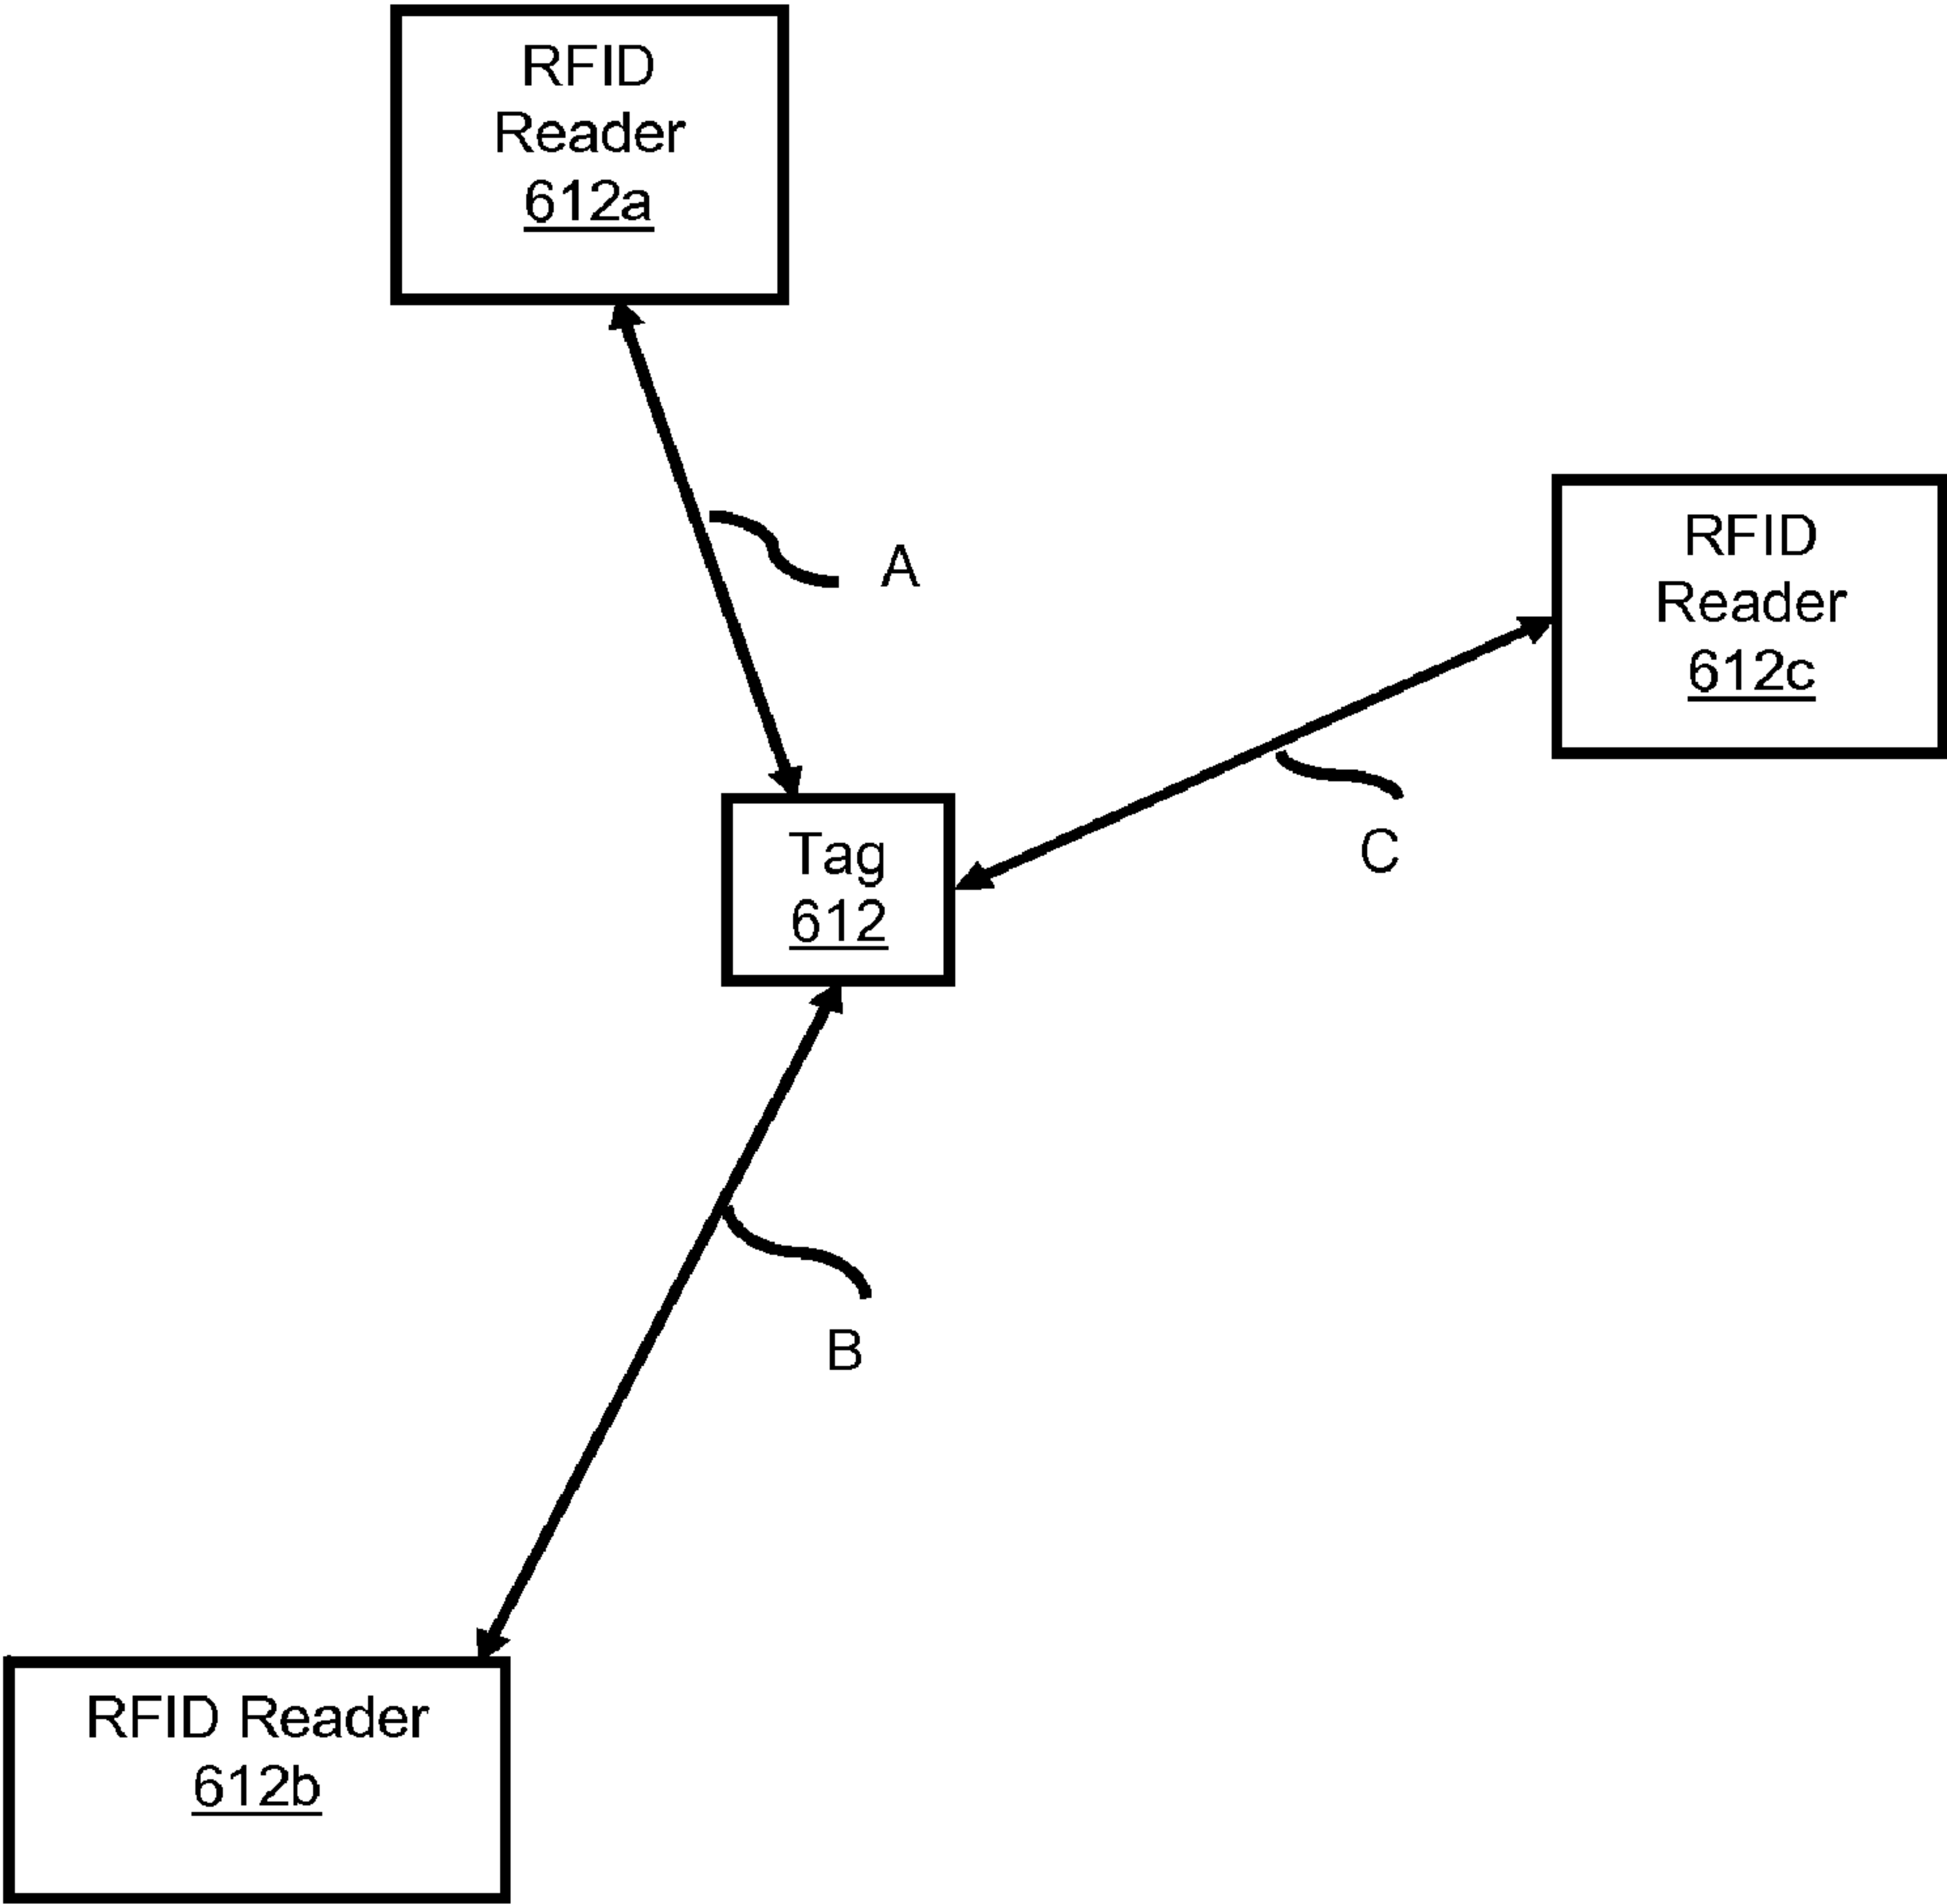 RFID
Reader
612a
A
RFID
Reader
612c
C
Tag
612
B
RFID Reader
612b